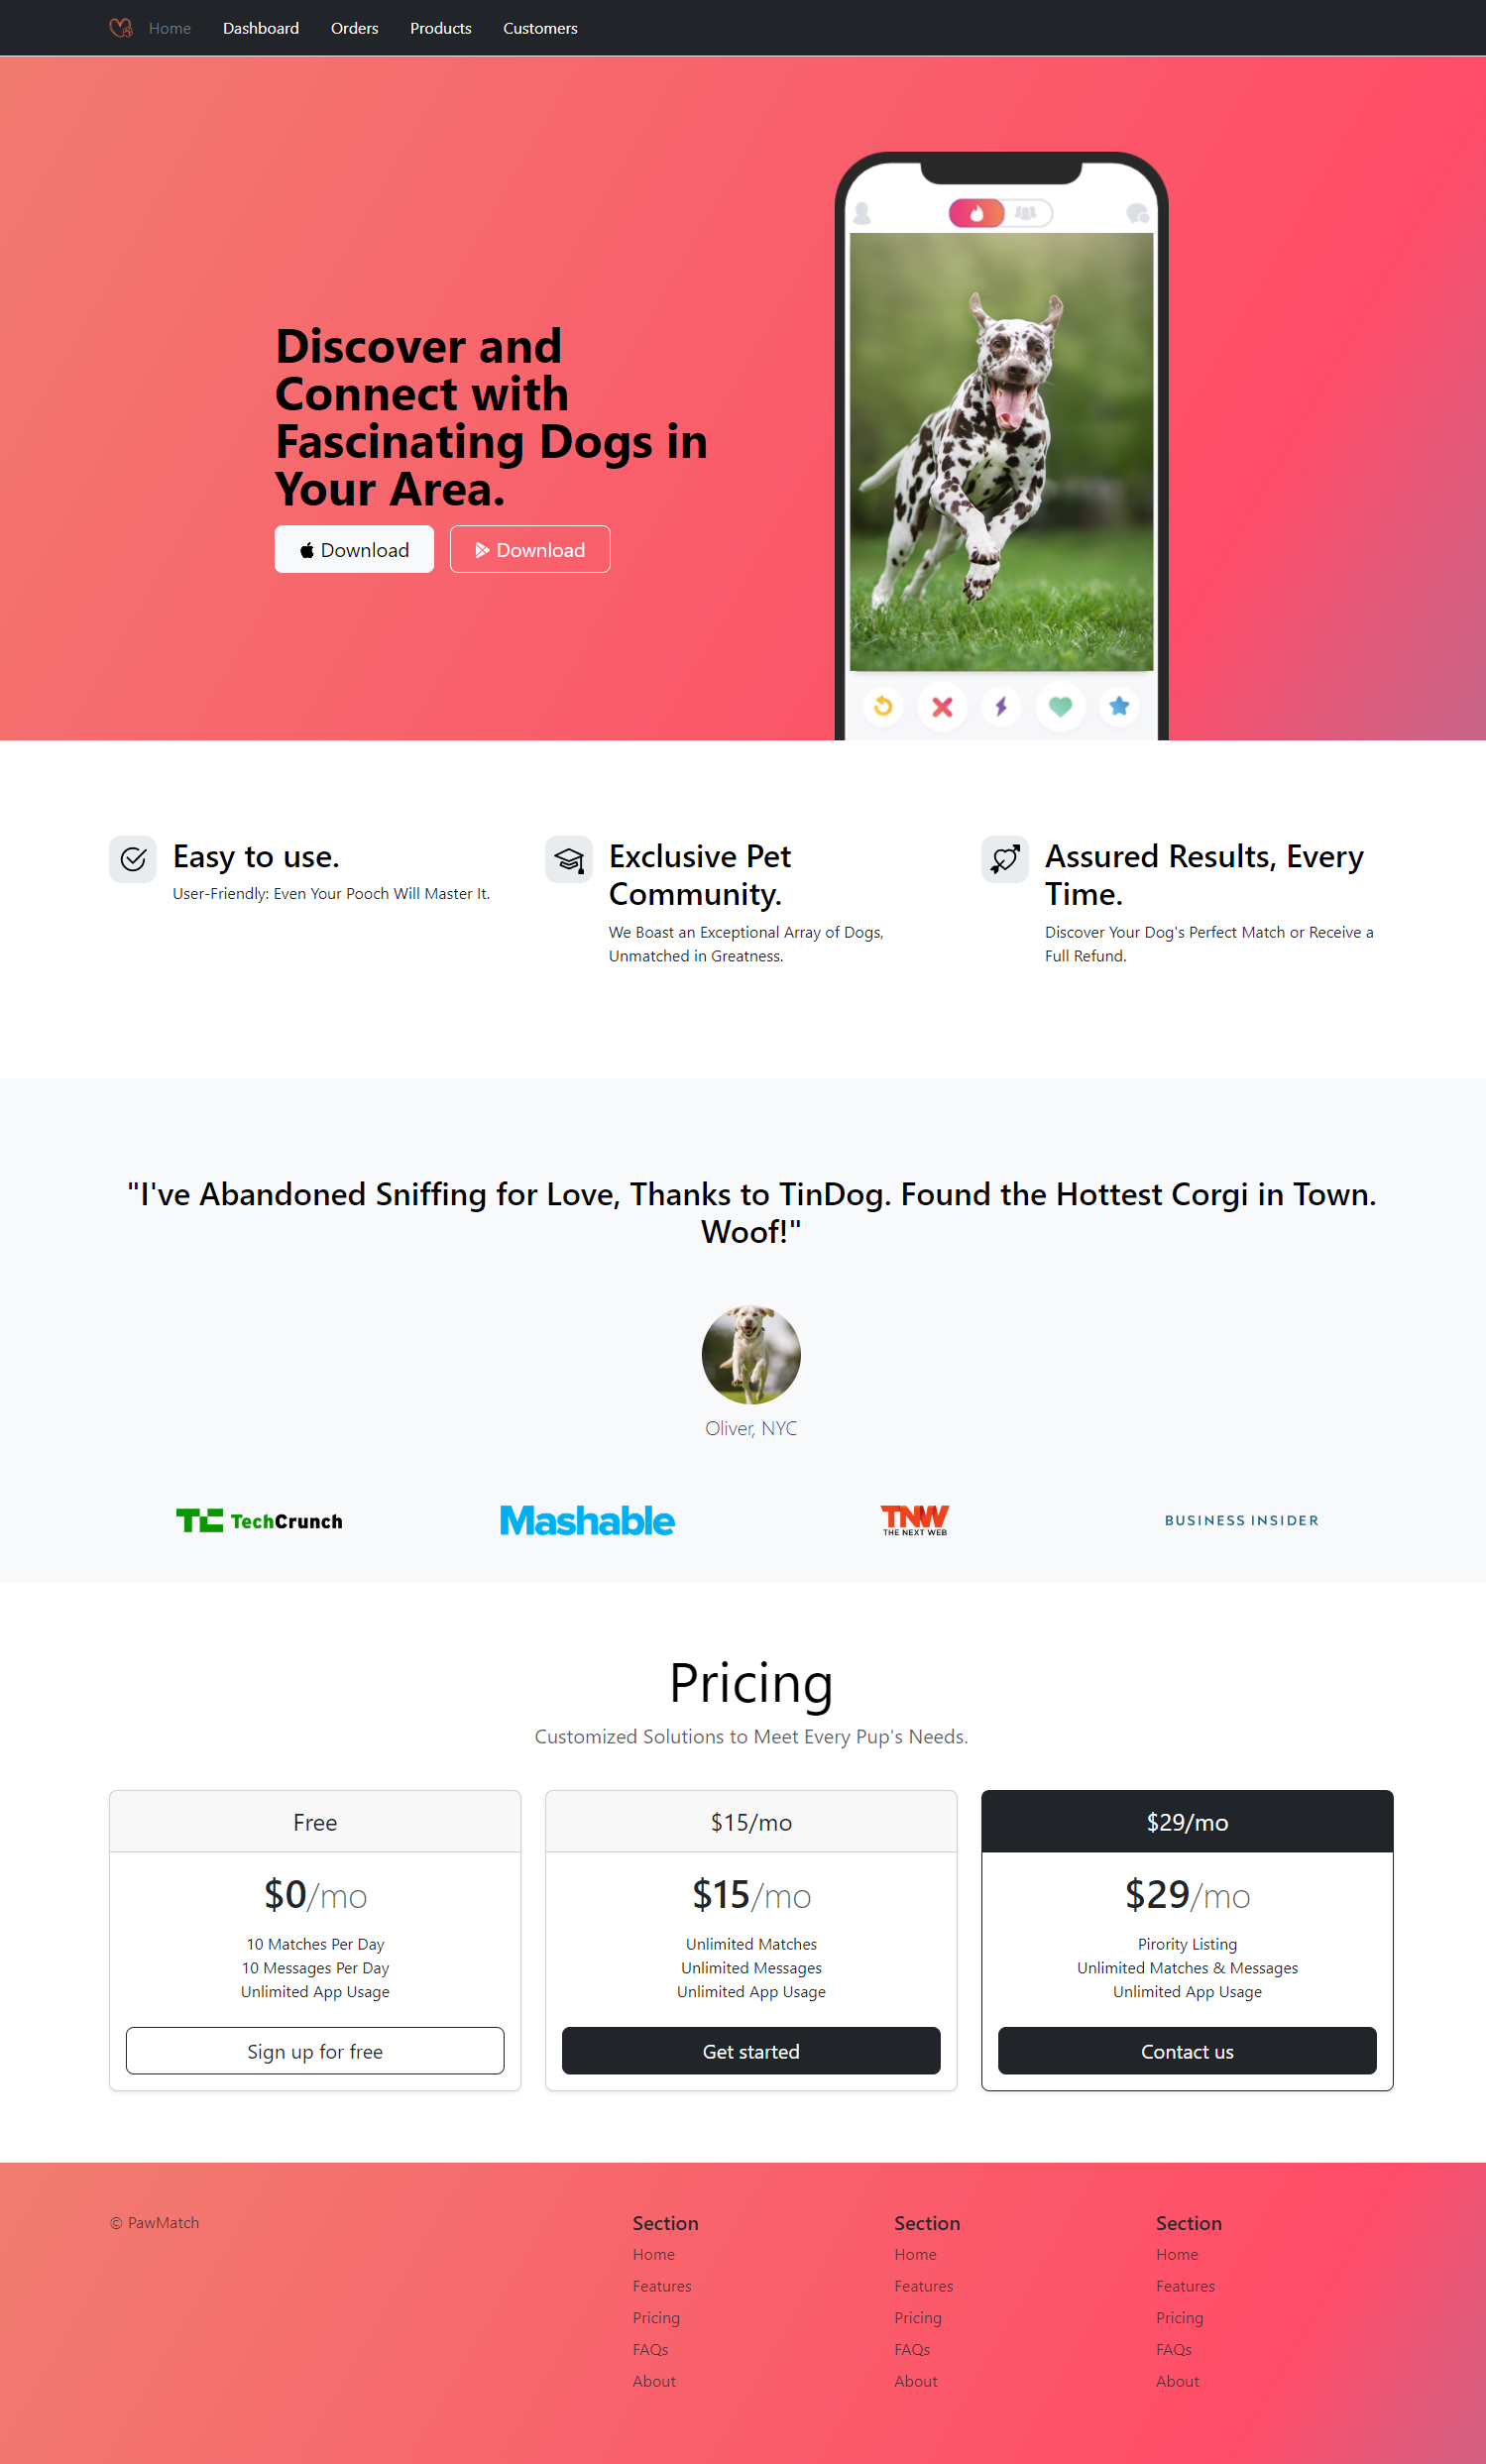 Home Dashboard Orders Products Customers
Discover and
Connect with
Fascinating Dogs in
Your Area.
Download Download
Easy to use.
User-Friendly: Even Your Pooch Will Master It.
Exclusive Pet
Community.
We Boast an Exceptional Array of Dogs,
Unmatched in Greatness.
Assured Results, Every
Time.
Discover Your Dog's Perfect Match or Receive a
Full Refund.
"I've Abandoned Sniffing for Love, Thanks to TinDog. Found the Hottest Corgi in Town.
Woof!"
Oliver, NYC
TC TechCrunch
Mashable
TNW
THE NEXT WEB
BUSINESS INSIDER
Pricing
Customized Solutions to Meet Every Pup's Needs.
Free
$0/mo
10 Matches Per Day
10 Messages Per Day
Unlimited App Usage
Sign up for free
$15/mo
$15/mo
Unlimited Matches
Unlimited Messages
Unlimited App Usage
Get started
$29/mo
$29/mo
Pirority Listing
Unlimited Matches & Messages
Unlimited App Usage
Contact us
© PawMatch
Section
Home
Features
Pricing
FAQs
About
Section
Home
Features
Pricing
FAQs
About
Section
Home
Features
Pricing
FAQs
About